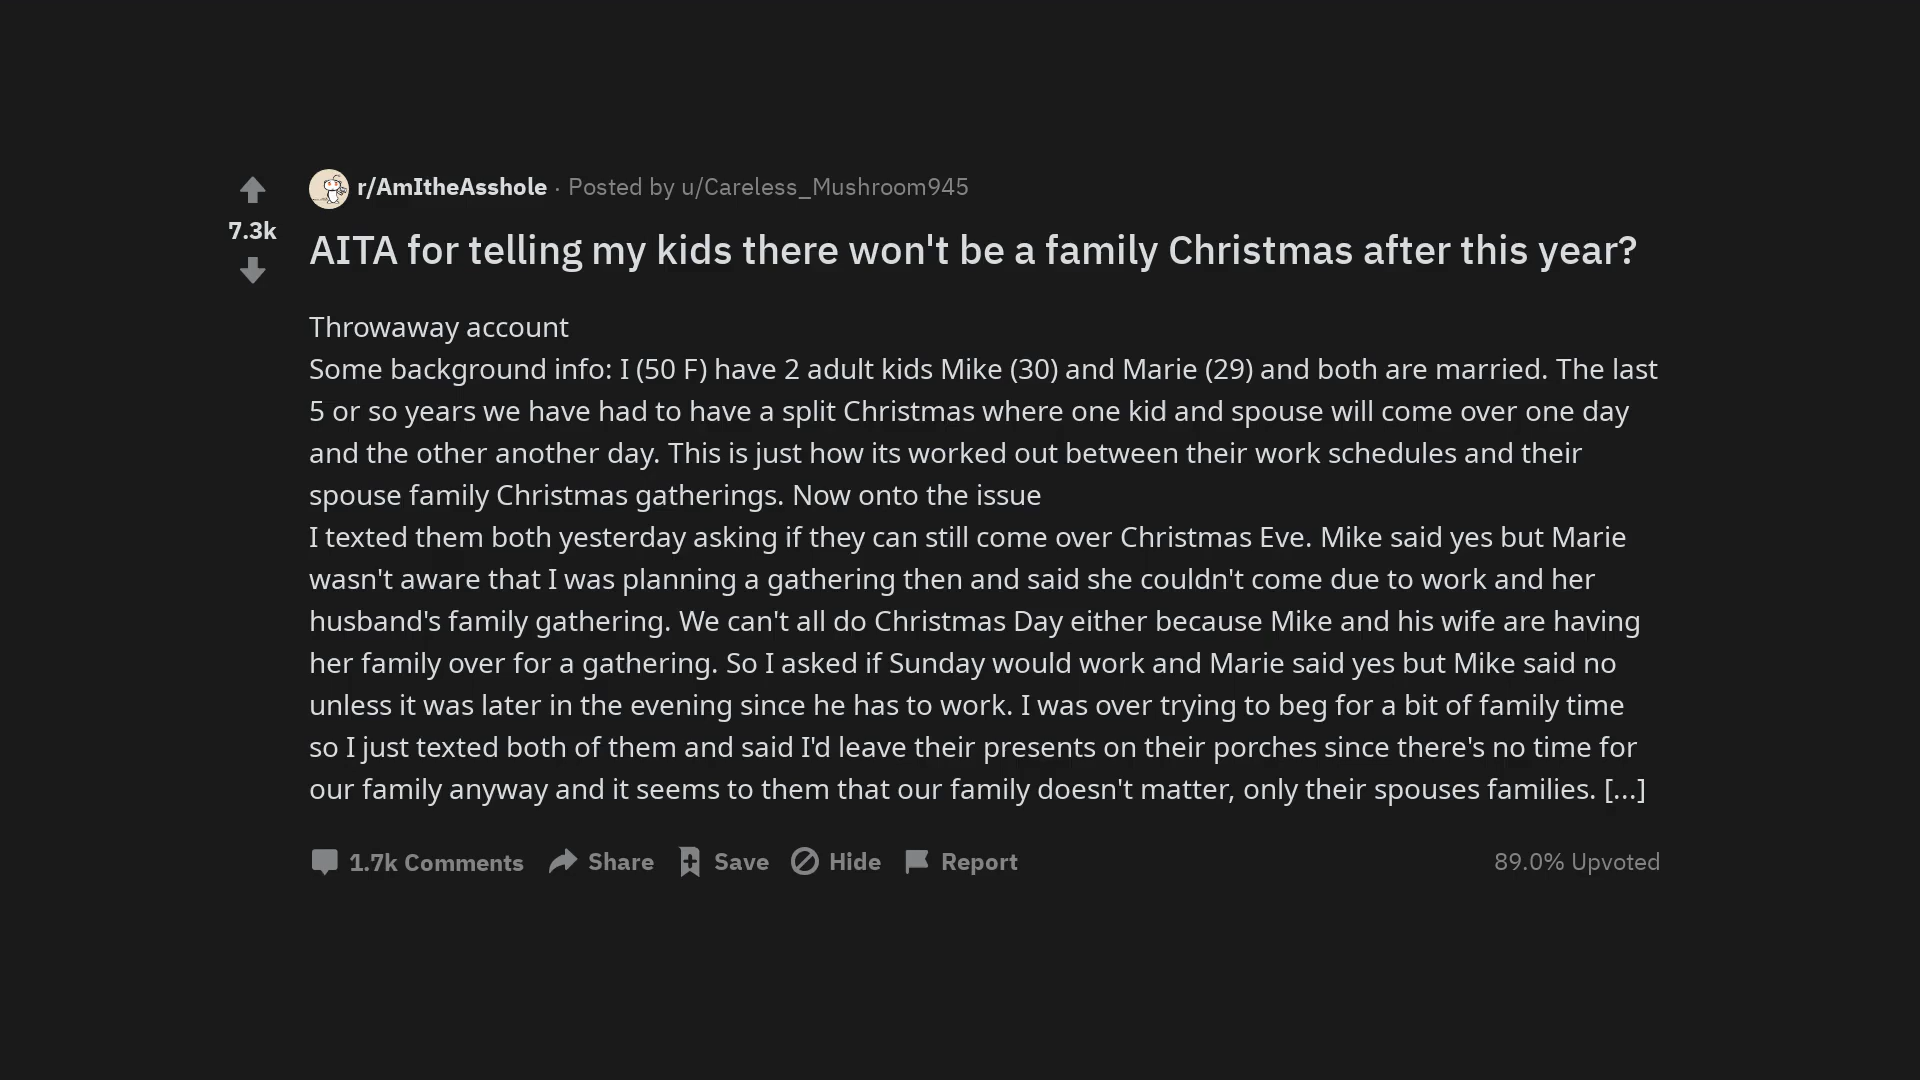 r/AmItheAsshole · Posted by u/Careless_Mushroom945
7.3k
AITA for telling my kids there won't be a family Christmas after this year?
Throwaway account
Some background info: I (50 F) have 2 adult kids Mike (30) and Marie (29) and both are married. The last
5 or so years we have had to have a split Christmas where one kid and spouse will come over one day
and the other another day. This is just how its worked out between their work schedules and their
spouse family Christmas gatherings. Now onto the issue
I texted them both yesterday asking if they can still come over Christmas Eve. Mike said yes but Marie
wasn't aware that I was planning a gathering then and said she couldn't come due to work and her
husband's family gathering. We can't all do Christmas Day either because Mike and his wife are having
her family over for a gathering. So I asked if Sunday would work and Marie said yes but Mike said no
unless it was later in the evening since he has to work. I was over trying to beg for a bit of family time
so I just texted both of them and said I'd leave their presents on their porches since there's no time for
our family anyway and it seems to them that our family doesn't matter, only their spouses families. [...]
1.7k Comments Share Save Hide Report 89.0% Upvoted